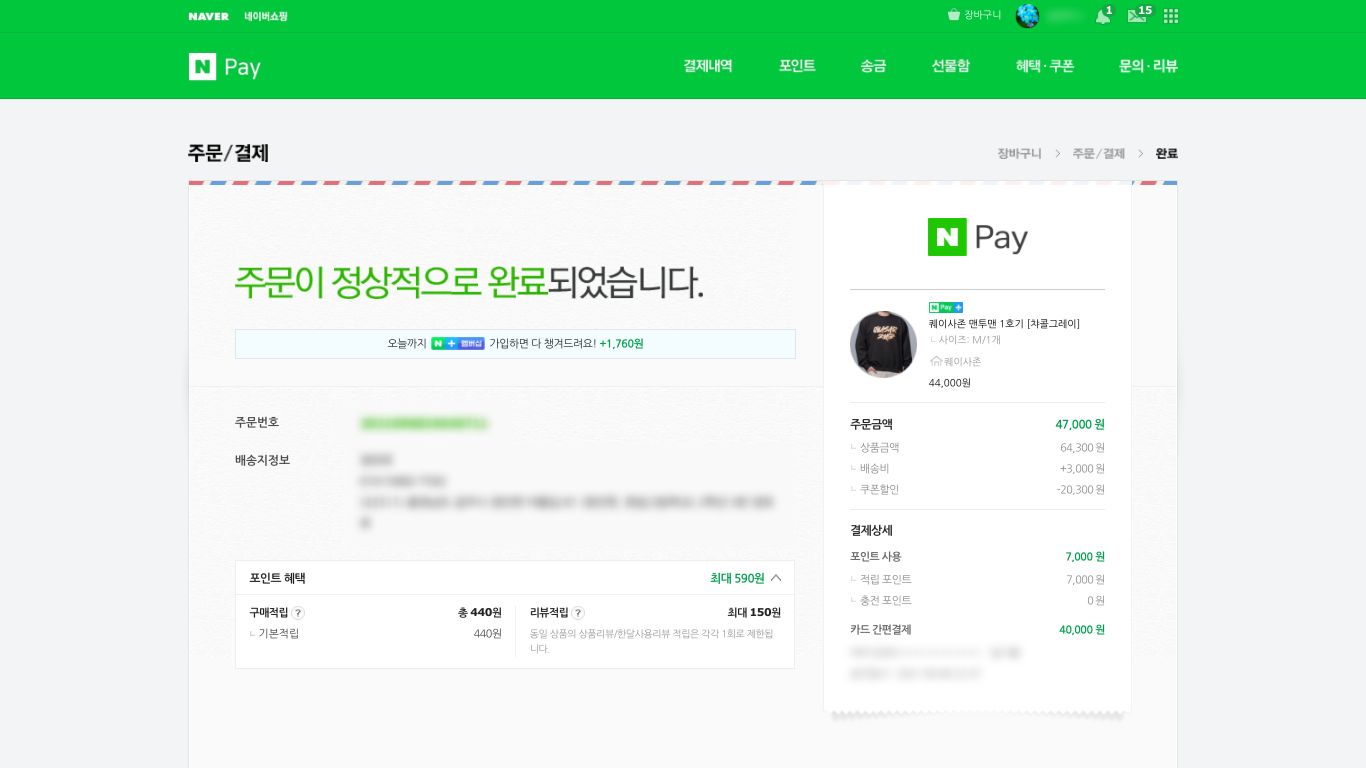 NAVER 네이버쇼핑
장바구니 1 15
N Pay
결제내역 포인트 송금 선물함 혜택·쿠폰 문의·리뷰
주문/결제
장바구니 > 주문/결제 > 완료
주문이 정상적으로 완료되었습니다.
오늘까지 N + 멤버십 가입하면 다 챙겨드려요! +1,760원
주문번호
배송지정보
포인트 혜택 최대 590원
구매적립 ? 총 440원
ㄴ 기본적립 440원
리뷰적립 ? 최대 150원
동일 상품의 상품리뷰/한달사용리뷰 적립은 각각 1회로 제한됩
니다.
N Pay
N Pay +
퀘이사존 맨투맨 1호기 [챠콜그레이]
ㄴ사이즈: M/1개
퀘이사존
44,000원
주문금액 47,000 원
ㄴ 상품금액 64,300 원
ㄴ 배송비 +3,000 원
ㄴ 쿠폰할인 -20,300 원
결제상세
포인트 사용 7,000 원
ㄴ 적립 포인트 7,000 원
ㄴ 충전 포인트 0 원
카드 간편결제 40,000 원